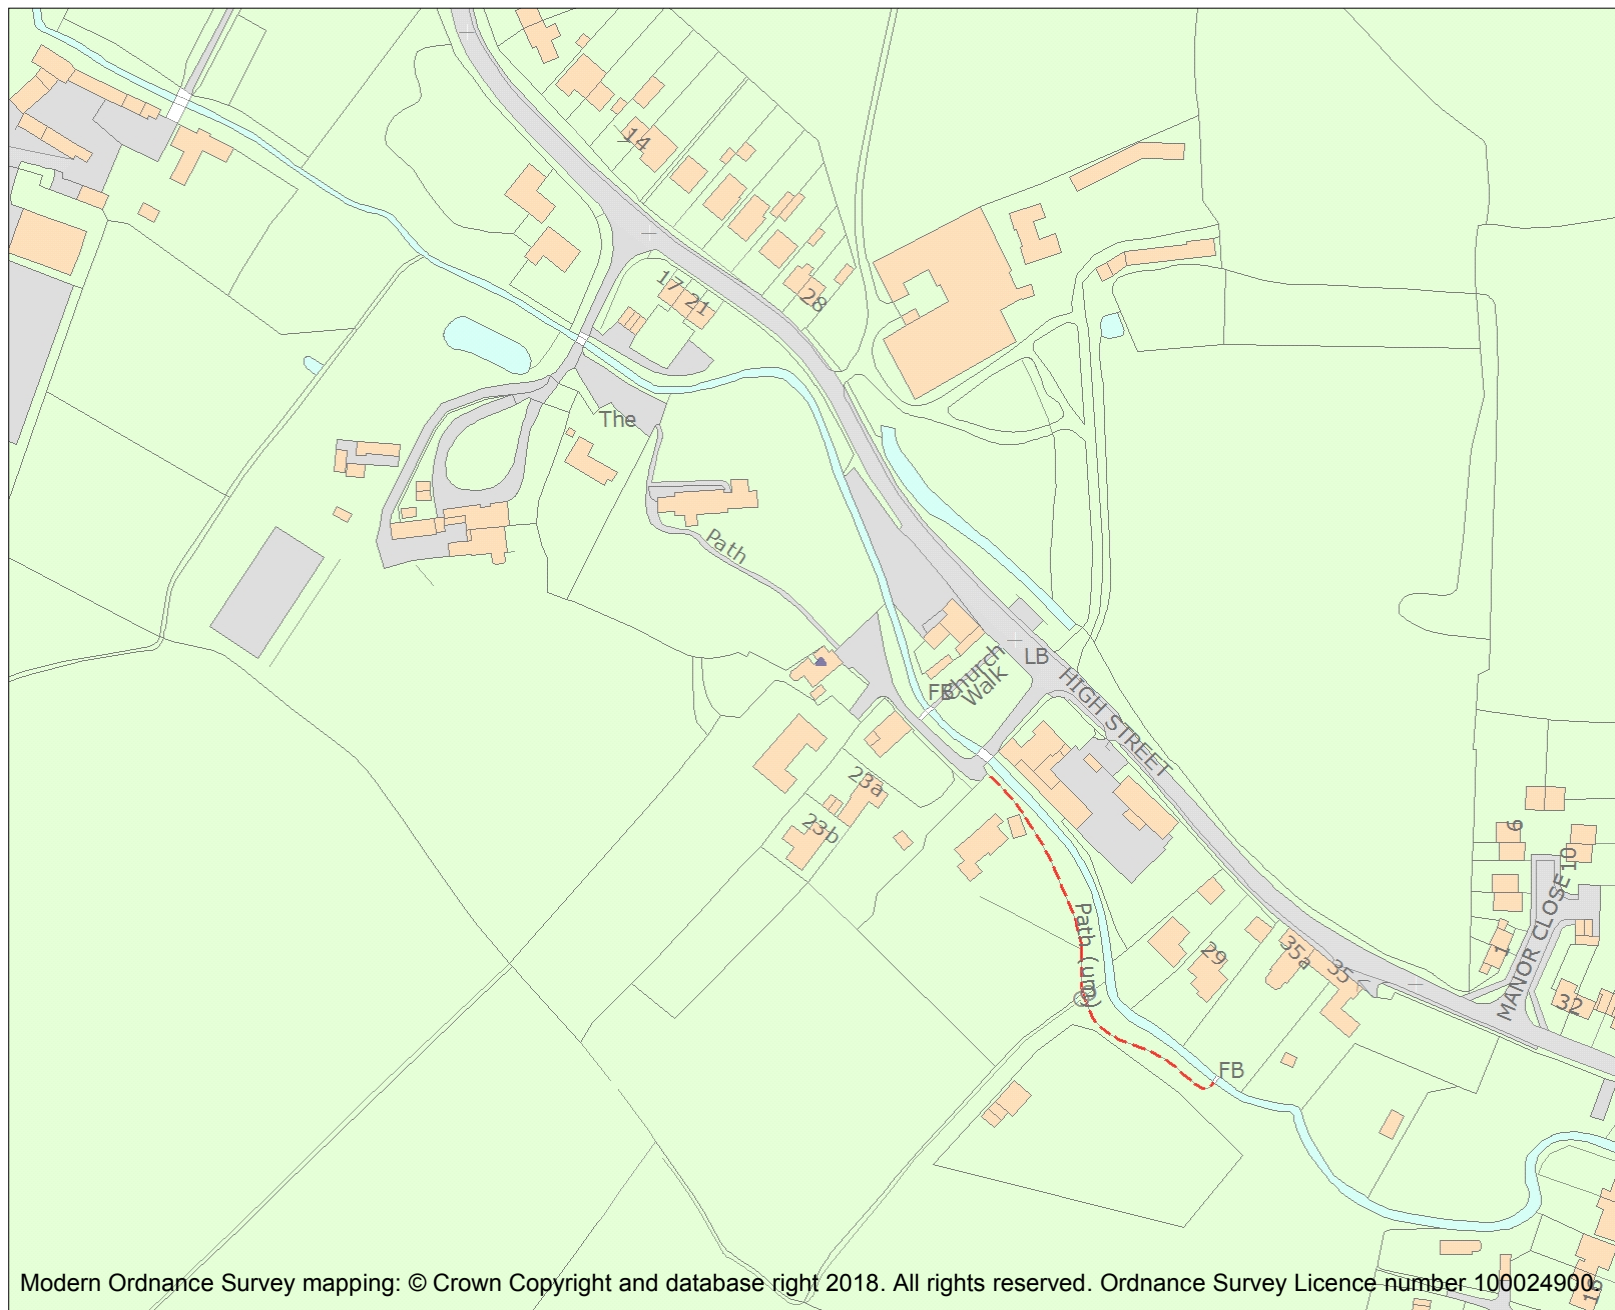 14
17
21
28
The
Path
LB
Church
Walk
FB
HIGH STREET
23a
23b
6
10
MANOR CLOSE
1
Path (um)
29
35a
35
32
FB
Modern Ordnance Survey mapping: © Crown Copyright and database right 2018. All rights reserved. Ordnance Survey Licence number 100024900.